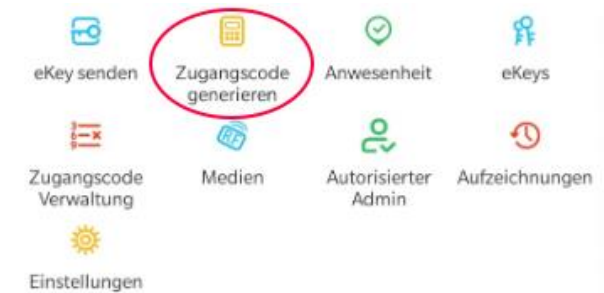 eKey senden
Zugangscode
generieren
Anwesenheit
eKeys
Zugangscode
Verwaltung
Medien
Autorisierter
Admin
Aufzeichnungen
Einstellungen